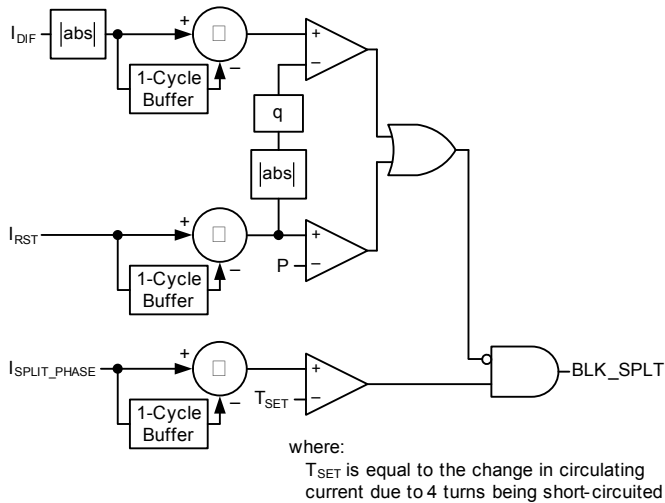 I_DIF
|abs|
+
−
1-Cycle
Buffer
+
−
q
|abs|
I_RST
+
−
1-Cycle
Buffer
+
P
−
I_SPLIT_PHASE
+
−
1-Cycle
Buffer
+
T_SET
−
BLK_SPLT
where:
T_SET is equal to the change in circulating
current due to 4 turns being short-circuited